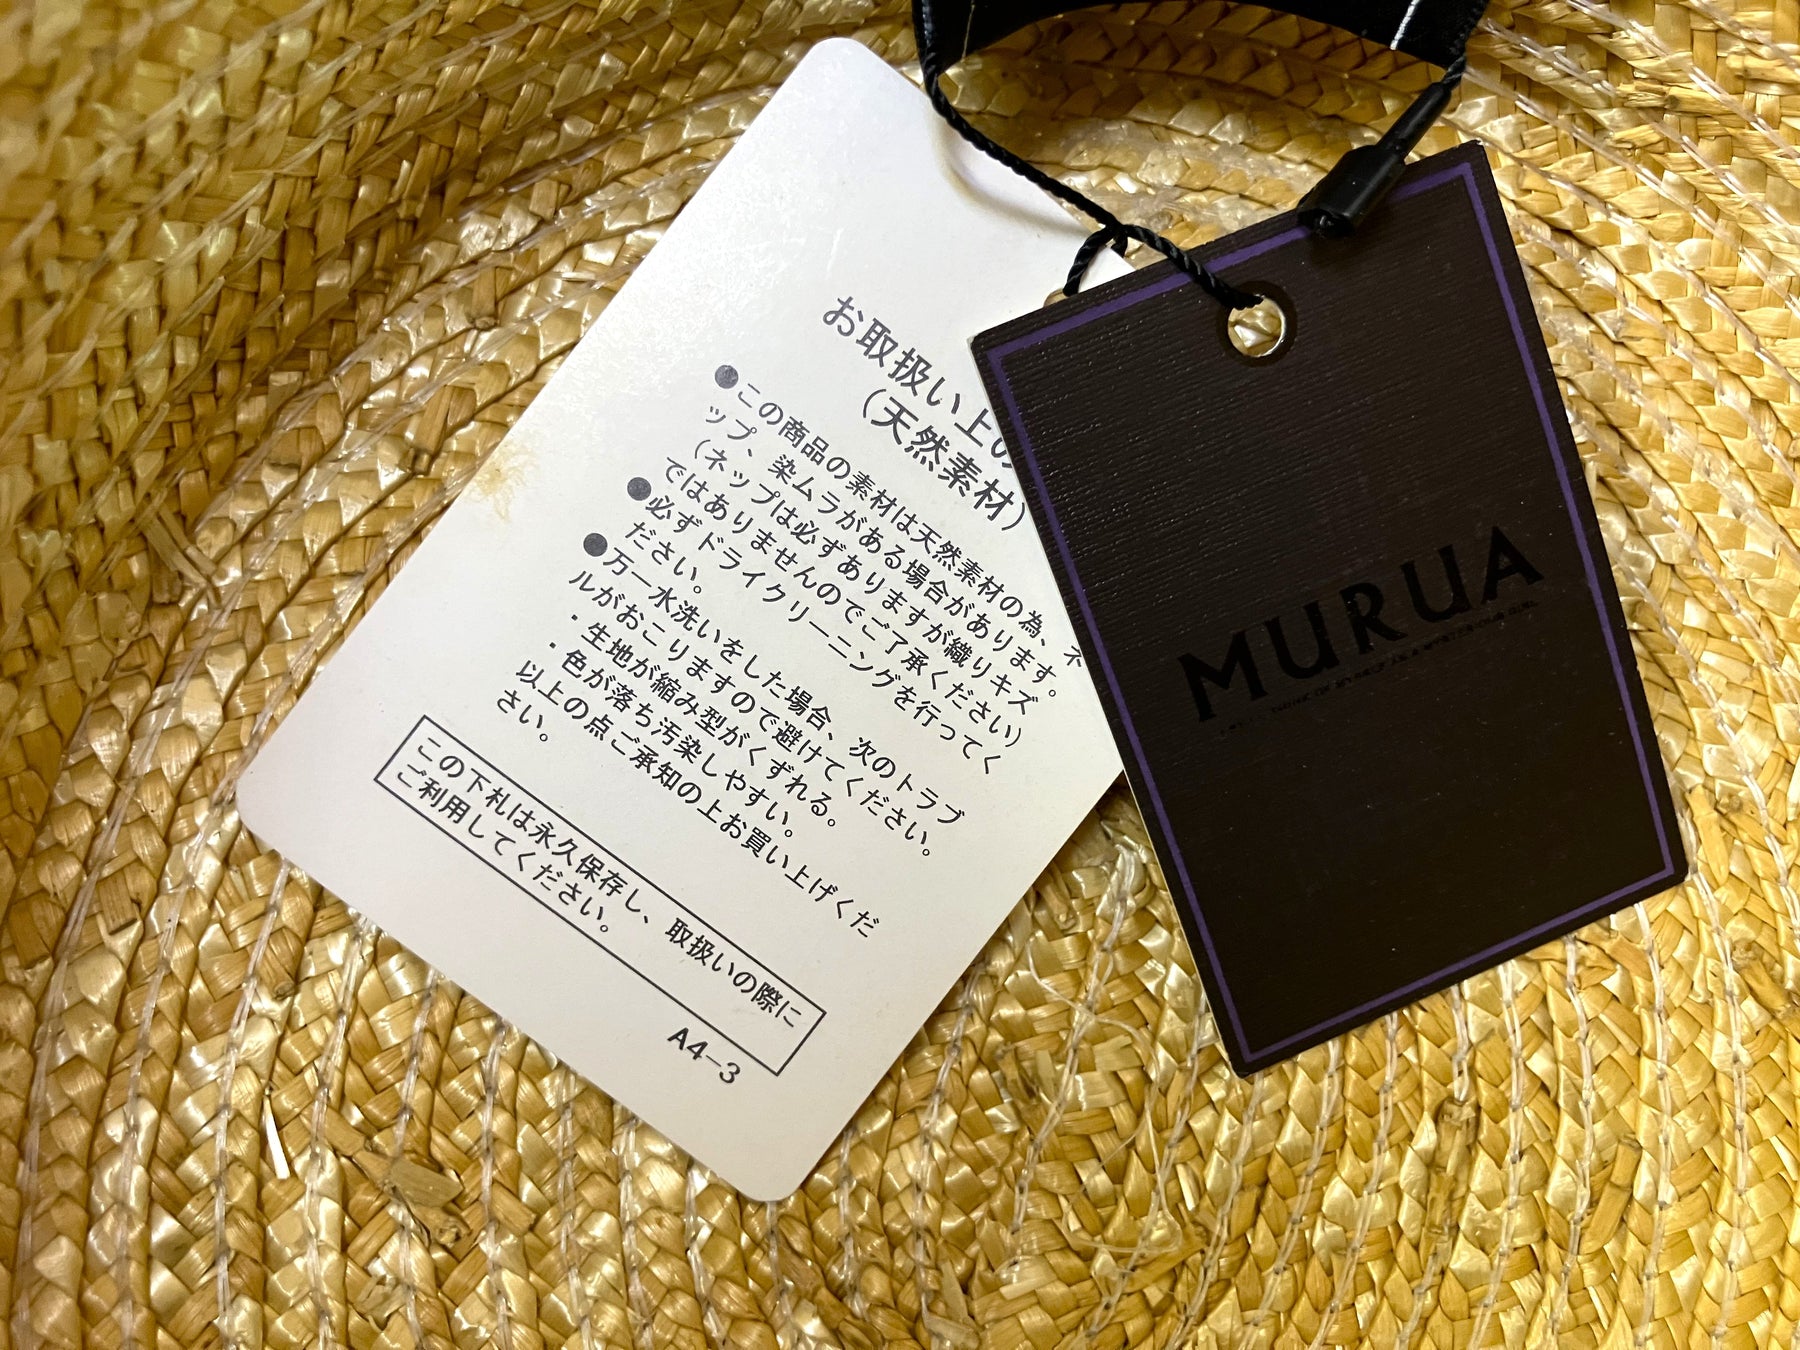 お取扱い上の
(天然素材)
●この商品の素材は天然素材の為、ネ
ップ、染ムラがある場合があります。
(ネップは必ずありますが織りキズ
ではありませんのでご了承ください)
●必ずドライクリーニングを行ってく
ださい。
●万一水洗いをした場合、次のトラブ
ルがおこりますので避けてください。
・生地が縮み型がくずれる。
・色が落ち汚染しやすい。
以上の点ご承知の上お買い上げくだ
さい。
この下札は永久保存し、取扱いの際に
ご利用してください。
A4-3
MURUA